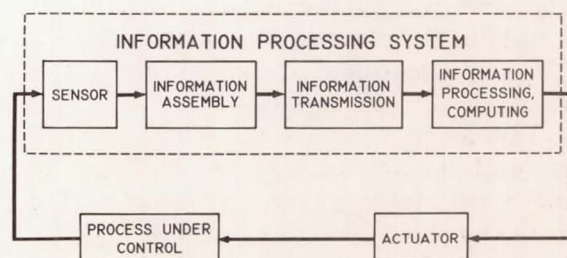 INFORMATION PROCESSING SYSTEM
SENSOR
INFORMATION
ASSEMBLY
INFORMATION
TRANSMISSION
INFORMATION
PROCESSING,
COMPUTING
PROCESS UNDER
CONTROL
ACTUATOR